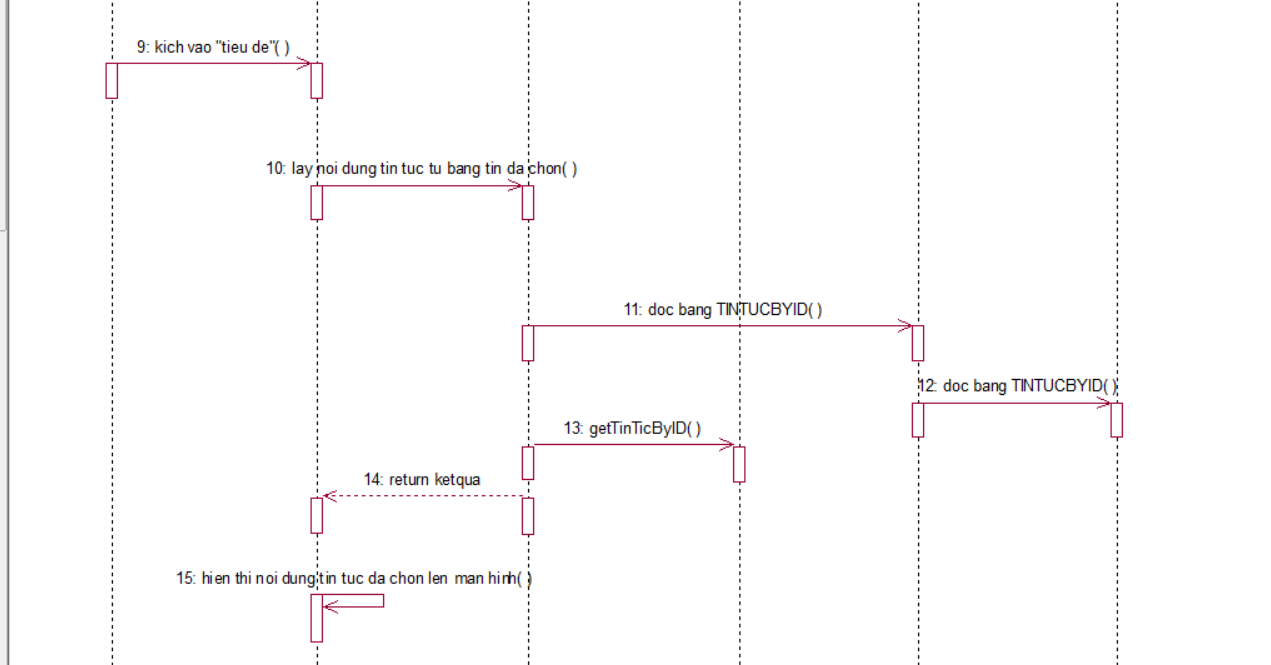 9: kich vao "tieu de"( )
10: lay noi dung tin tuc tu bang tin da chon( )
11: doc bang TINTUCBYID( )
12: doc bang TINTUCBYID( )
13: getTinTicByID( )
14: return ketqua
15: hien thi noi dung tin tuc da chon len man hinh( )